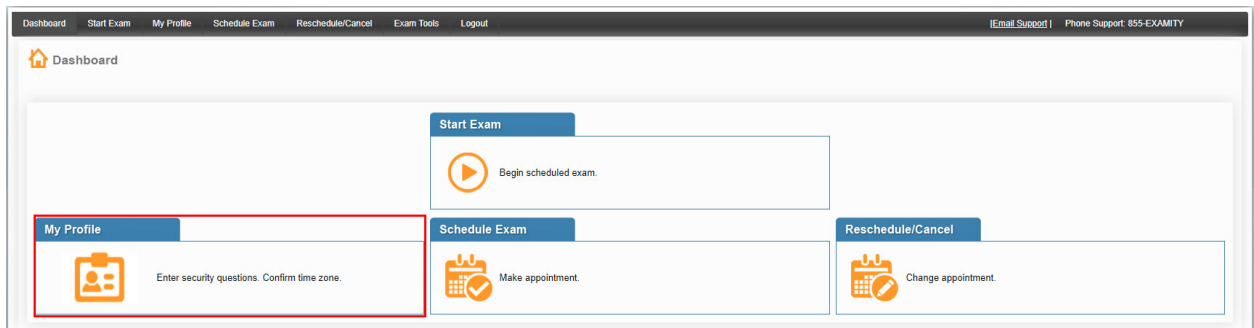 Dashboard Start Exam My Profile Schedule Exam Reschedule/Cancel Exam Tools Logout |Email Support| Phone Support: 855-EXAMITY
Dashboard
Start Exam
Begin scheduled exam.
My Profile
Enter security questions. Confirm time zone.
Schedule Exam
Make appointment.
Reschedule/Cancel
Change appointment.